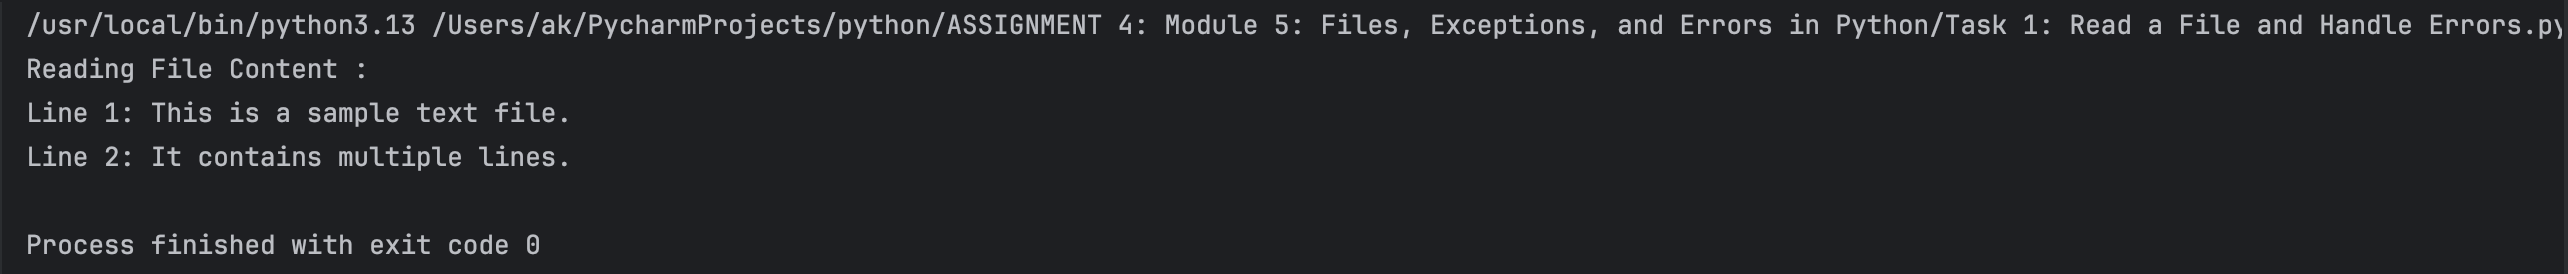 /usr/local/bin/python3.13 /Users/ak/PycharmProjects/python/ASSIGNMENT 4: Module 5: Files, Exceptions, and Errors in Python/Task 1: Read a File and Handle Errors.py
Reading File Content :
Line 1: This is a sample text file.
Line 2: It contains multiple lines.
Process finished with exit code 0